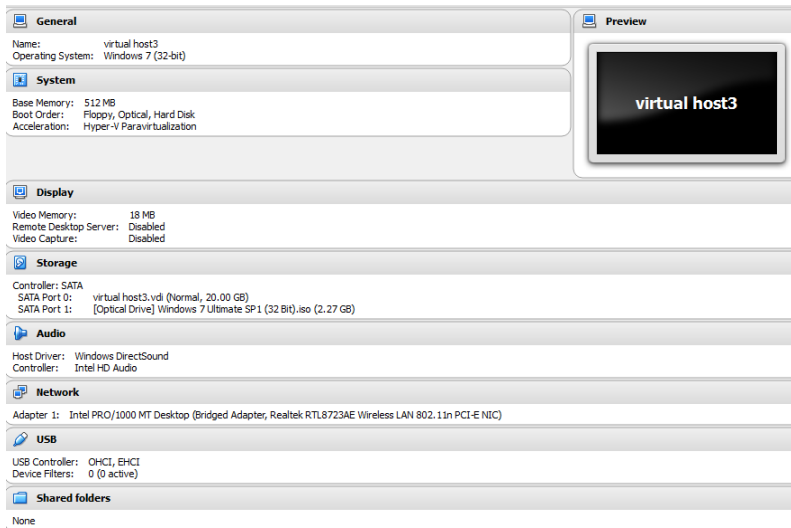 General
Name: virtual host3
Operating System: Windows 7 (32-bit)
System
Base Memory: 512 MB
Boot Order: Floppy, Optical, Hard Disk
Acceleration: Hyper-V Paravirtualization
Preview
virtual host3
Display
Video Memory: 18 MB
Remote Desktop Server: Disabled
Video Capture: Disabled
Storage
Controller: SATA
SATA Port 0: virtual host3.vdi (Normal, 20.00 GB)
SATA Port 1: [Optical Drive] Windows 7 Ultimate SP1 (32 Bit).iso (2.27 GB)
Audio
Host Driver: Windows DirectSound
Controller: Intel HD Audio
Network
Adapter 1: Intel PRO/1000 MT Desktop (Bridged Adapter, Realtek RTL8723AE Wireless LAN 802.11n PCI-E NIC)
USB
USB Controller: OHCI, EHCI
Device Filters: 0 (0 active)
Shared folders
None